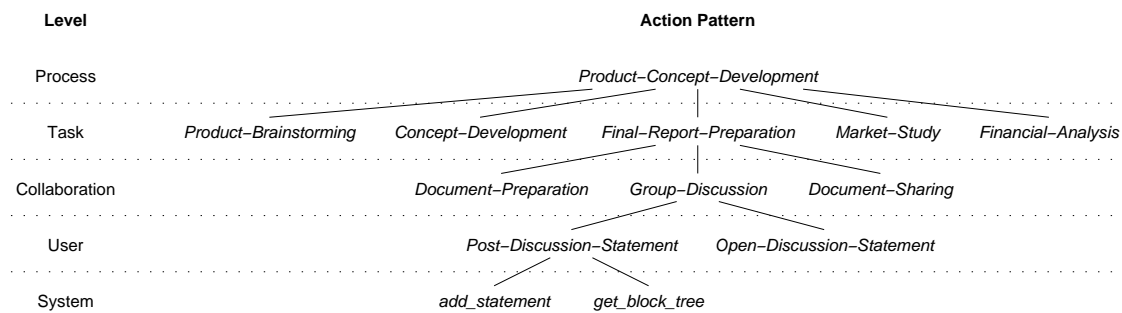 Level Action Pattern
Process Product−Concept−Development
Task Product−Brainstorming Concept−Development Final−Report−Preparation Market−Study Financial−Analysis
Collaboration Document−Preparation Group−Discussion Document−Sharing
User Post−Discussion−Statement Open−Discussion−Statement
System add_statement get_block_tree